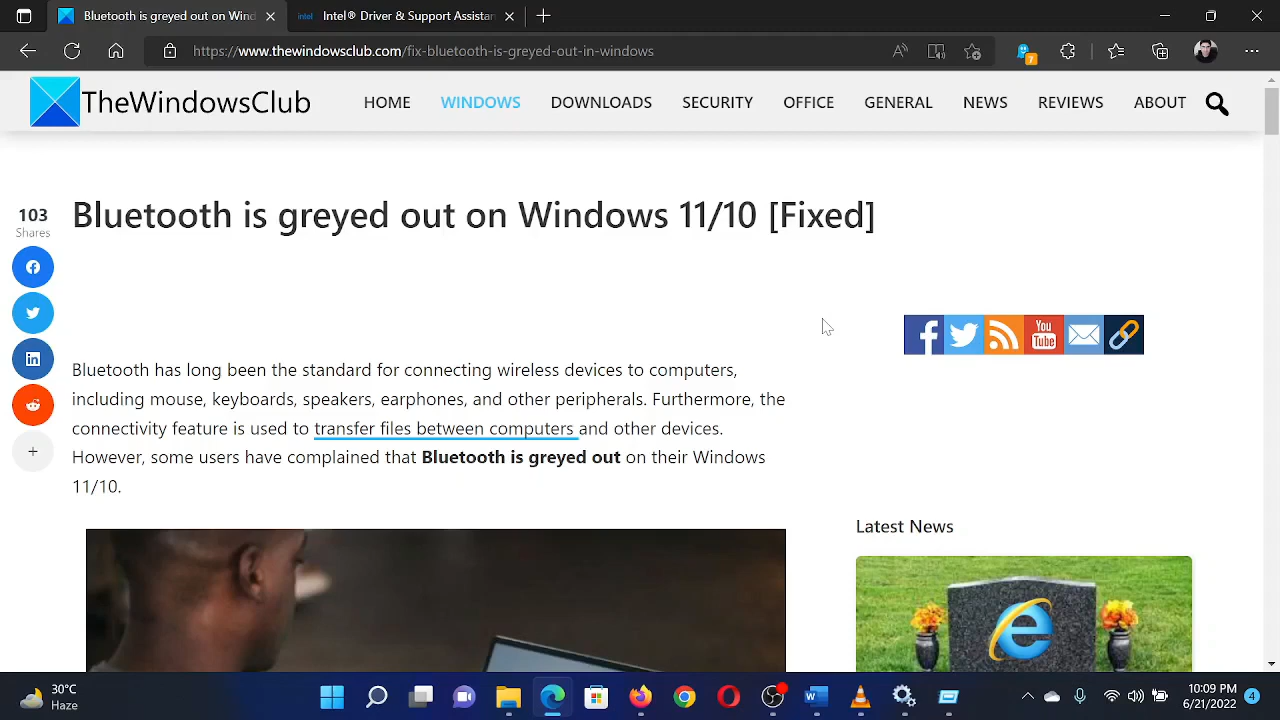 Bluetooth is greyed out on Wind
intel Intel® Driver & Support Assistan
https://www.thewindowsclub.com/fix-bluetooth-is-greyed-out-in-windows
7
TheWindowsClub
HOME WINDOWS DOWNLOADS SECURITY OFFICE GENERAL NEWS REVIEWS ABOUT
103
Shares
Bluetooth is greyed out on Windows 11/10 [Fixed]
You
Tube
Bluetooth has long been the standard for connecting wireless devices to computers,
including mouse, keyboards, speakers, earphones, and other peripherals. Furthermore, the
connectivity feature is used to transfer files between computers and other devices.
However, some users have complained that Bluetooth is greyed out on their Windows
11/10.
Latest News
30°C
Haze
10:09 PM
6/21/2022
4